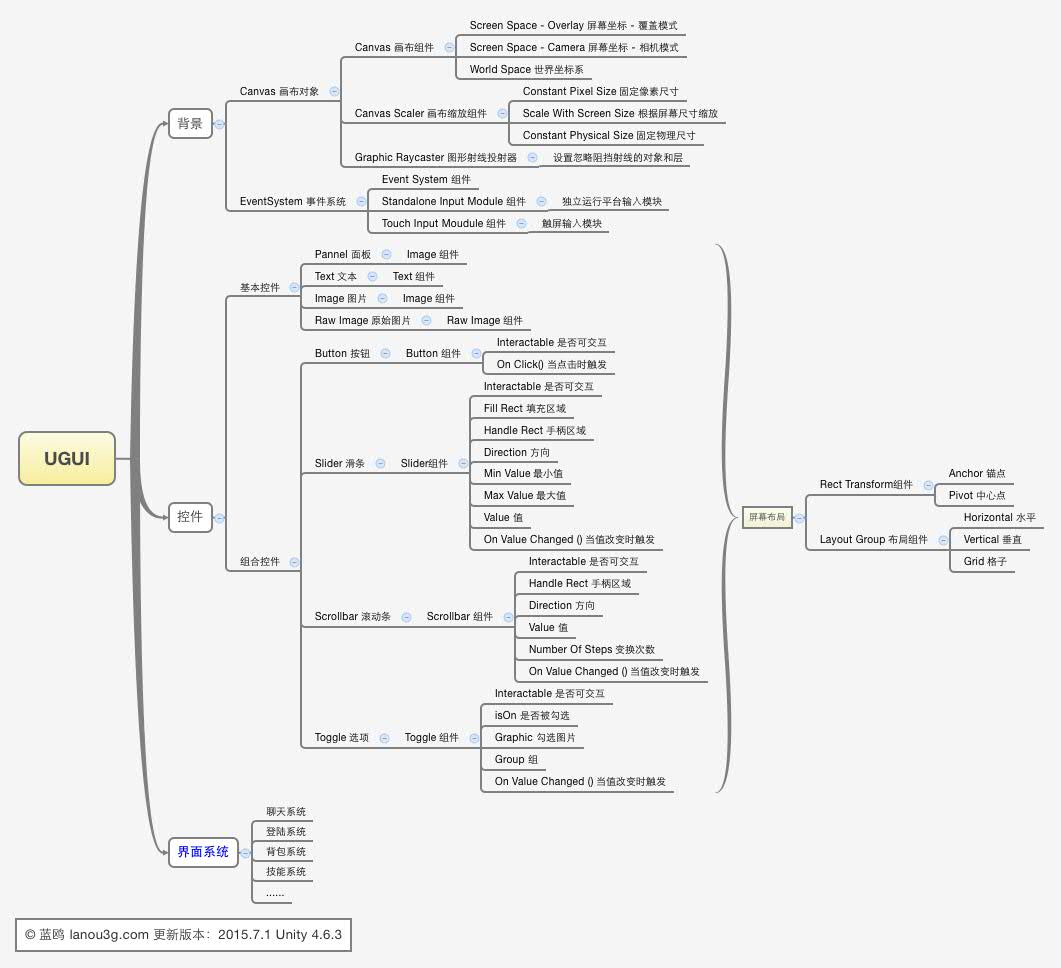 UGUI
背景
Canvas 画布对象
Canvas 画布组件
Screen Space - Overlay 屏幕坐标 - 覆盖模式
Screen Space - Camera 屏幕坐标 - 相机模式
World Space 世界坐标系
Canvas Scaler 画布缩放组件
Constant Pixel Size 固定像素尺寸
Scale With Screen Size 根据屏幕尺寸缩放
Constant Physical Size 固定物理尺寸
Graphic Raycaster 图形射线投射器
设置忽略阻挡射线的对象和层
EventSystem 事件系统
Event System 组件
Standalone Input Module 组件
独立运行平台输入模块
Touch Input Moudule 组件
触屏输入模块
控件
基本控件
Pannel 面板
Image 组件
Text 文本
Text 组件
Image 图片
Image 组件
Raw Image 原始图片
Raw Image 组件
组合控件
Button 按钮
Button 组件
Interactable 是否可交互
On Click() 当点击时触发
Slider 滑条
Slider组件
Interactable 是否可交互
Fill Rect 填充区域
Handle Rect 手柄区域
Direction 方向
Min Value 最小值
Max Value 最大值
Value 值
On Value Changed () 当值改变时触发
Scrollbar 滚动条
Scrollbar 组件
Interactable 是否可交互
Handle Rect 手柄区域
Direction 方向
Value 值
Number Of Steps 变换次数
On Value Changed () 当值改变时触发
Toggle 选项
Toggle 组件
Interactable 是否可交互
isOn 是否被勾选
Graphic 勾选图片
Group 组
On Value Changed () 当值改变时触发
屏幕布局
Rect Transform组件
Anchor 锚点
Pivot 中心点
Layout Group 布局组件
Horizontal 水平
Vertical 垂直
Grid 格子
界面系统
聊天系统
登陆系统
背包系统
技能系统
......
© 蓝鸥 lanou3g.com 更新版本：2015.7.1 Unity 4.6.3